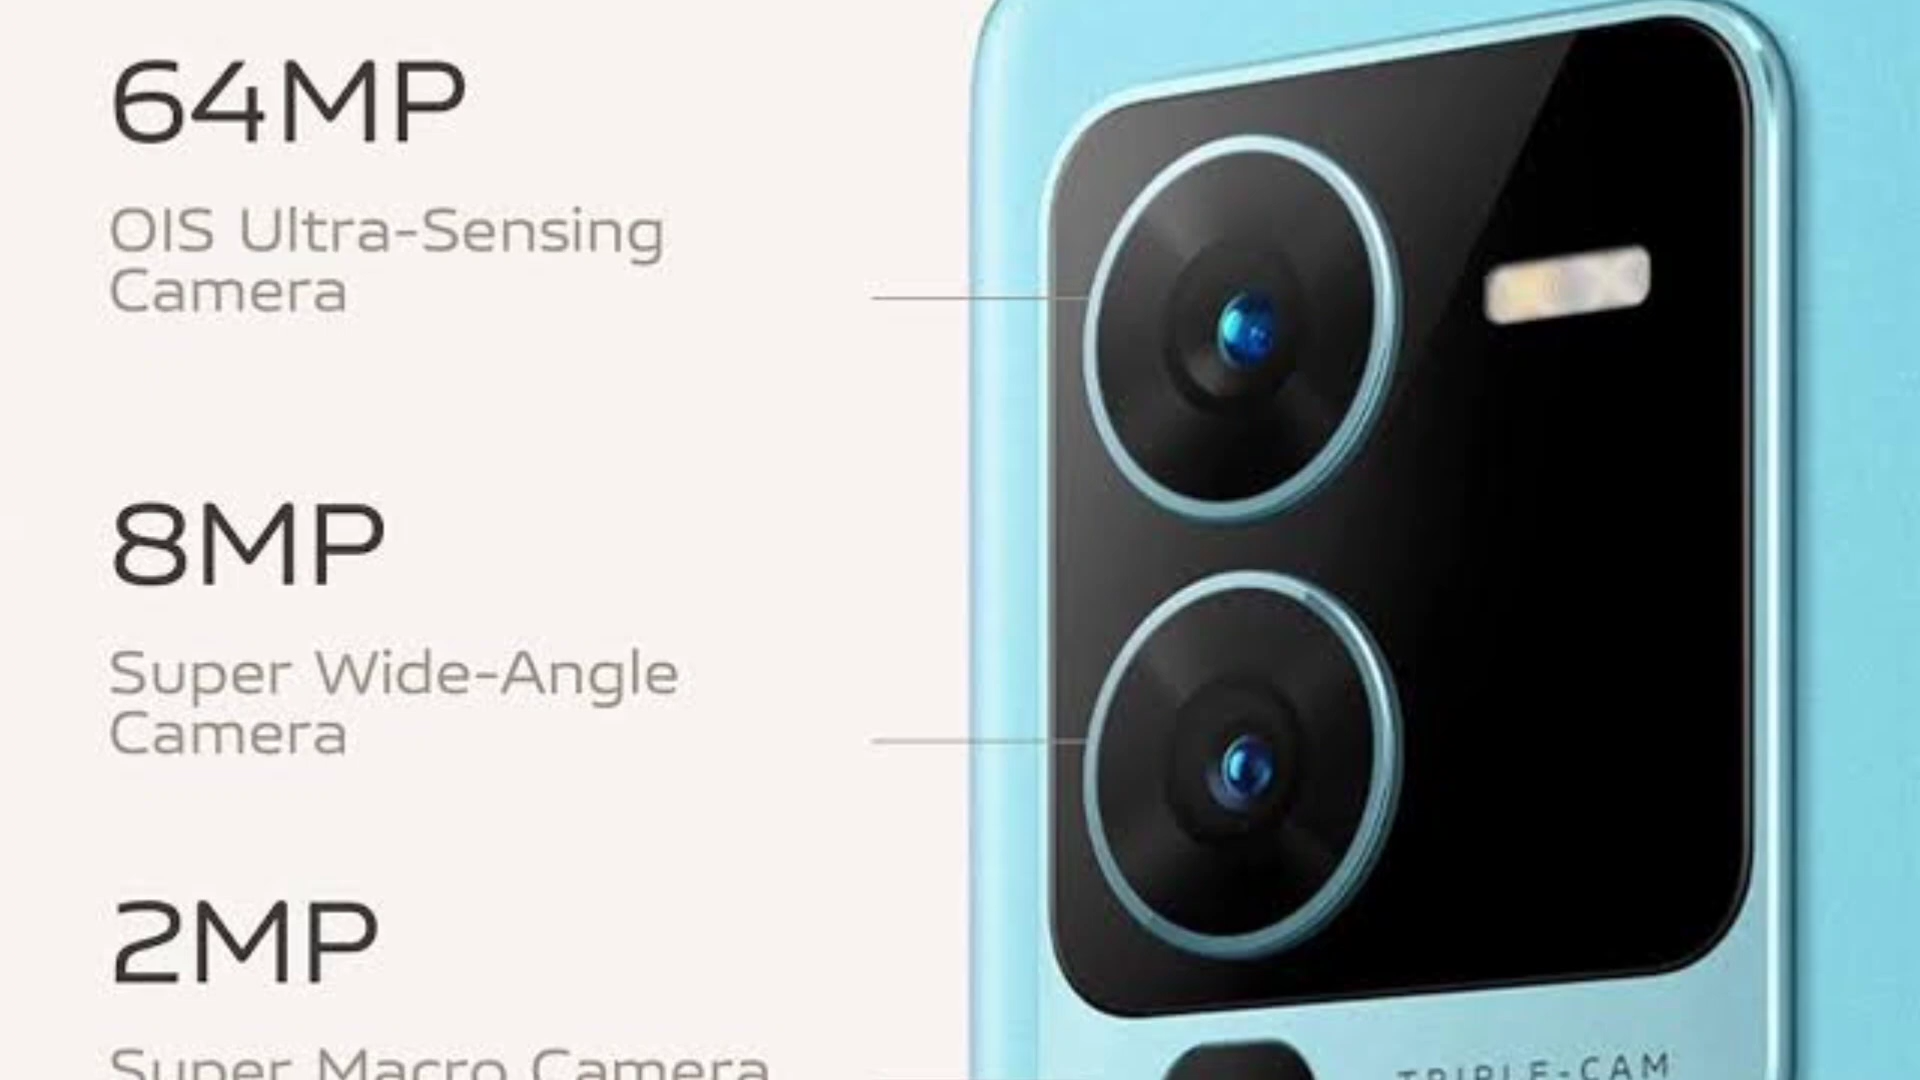 64MP
OIS Ultra-Sensing
Camera
8MP
Super Wide-Angle
Camera
2MP
Super Macro Camera
TRIPLE-CAM